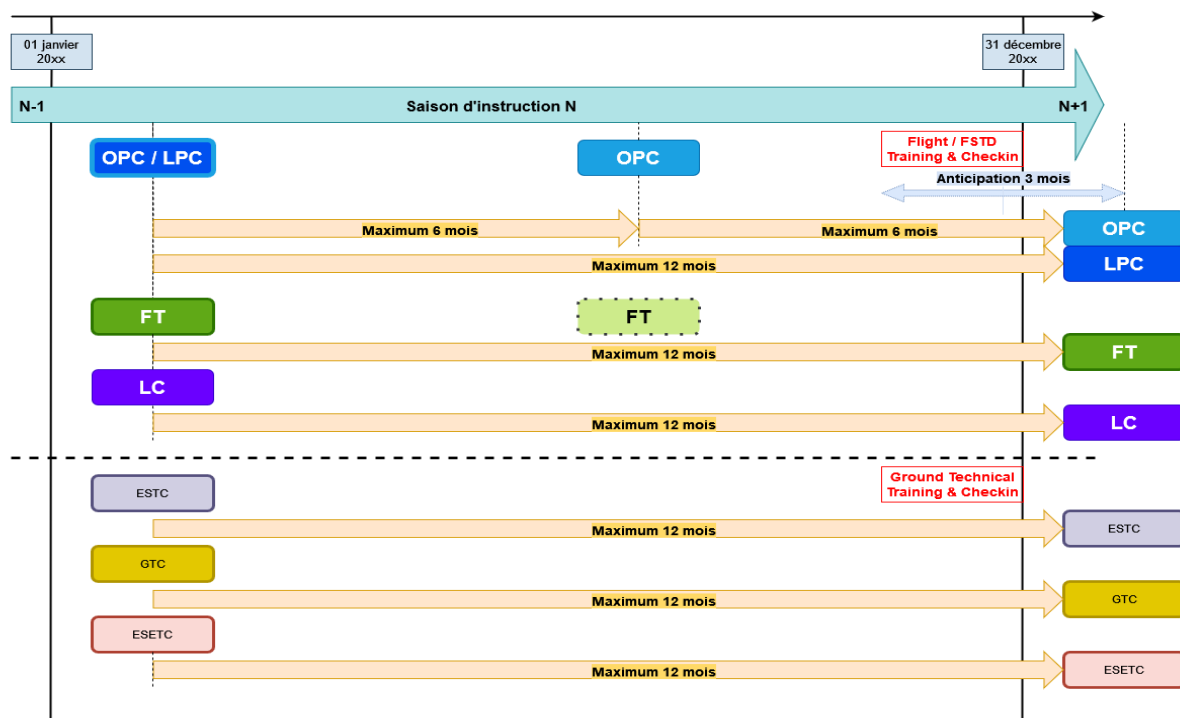 01 janvier
20xx
31 décembre
20xx
N-1
Saison d'instruction N
N+1
Flight / FSTD
Training & Checkin
OPC / LPC
OPC
Anticipation 3 mois
Maximum 6 mois
Maximum 6 mois
OPC
Maximum 12 mois
LPC
FT
FT
Maximum 12 mois
FT
LC
Maximum 12 mois
LC
Ground Technical
Training & Checkin
ESTC
Maximum 12 mois
ESTC
GTC
Maximum 12 mois
GTC
ESETC
Maximum 12 mois
ESETC